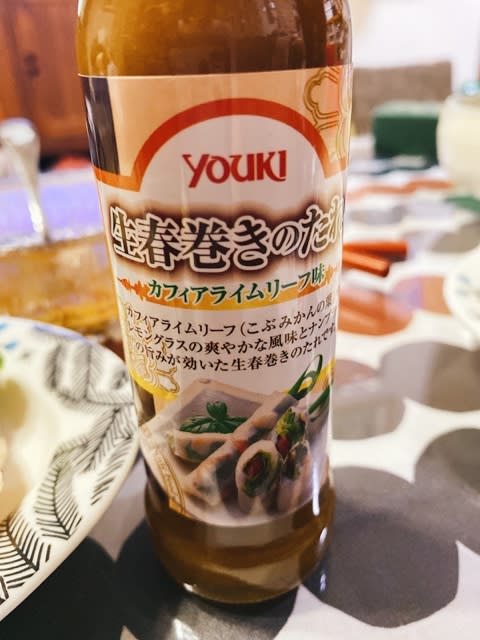 YOUKI
生春巻きのたれ
カフィアライムリーフ味
カフィアライムリーフ(こぶみかんの葉)
レモングラスの爽やかな風味とナンプ
の旨みが効いた生春巻きのたれです